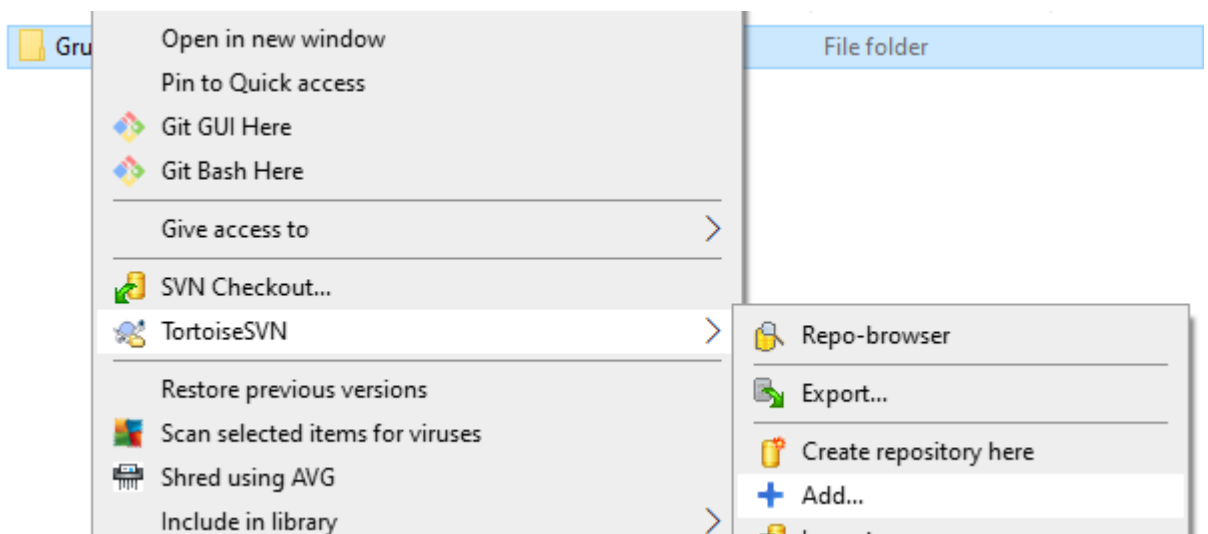 Gru
File folder
Open in new window
Pin to Quick access
Git GUI Here
Git Bash Here
Give access to
SVN Checkout...
TortoiseSVN
Restore previous versions
Scan selected items for viruses
Shred using AVG
Include in library
Repo-browser
Export...
Create repository here
Add...